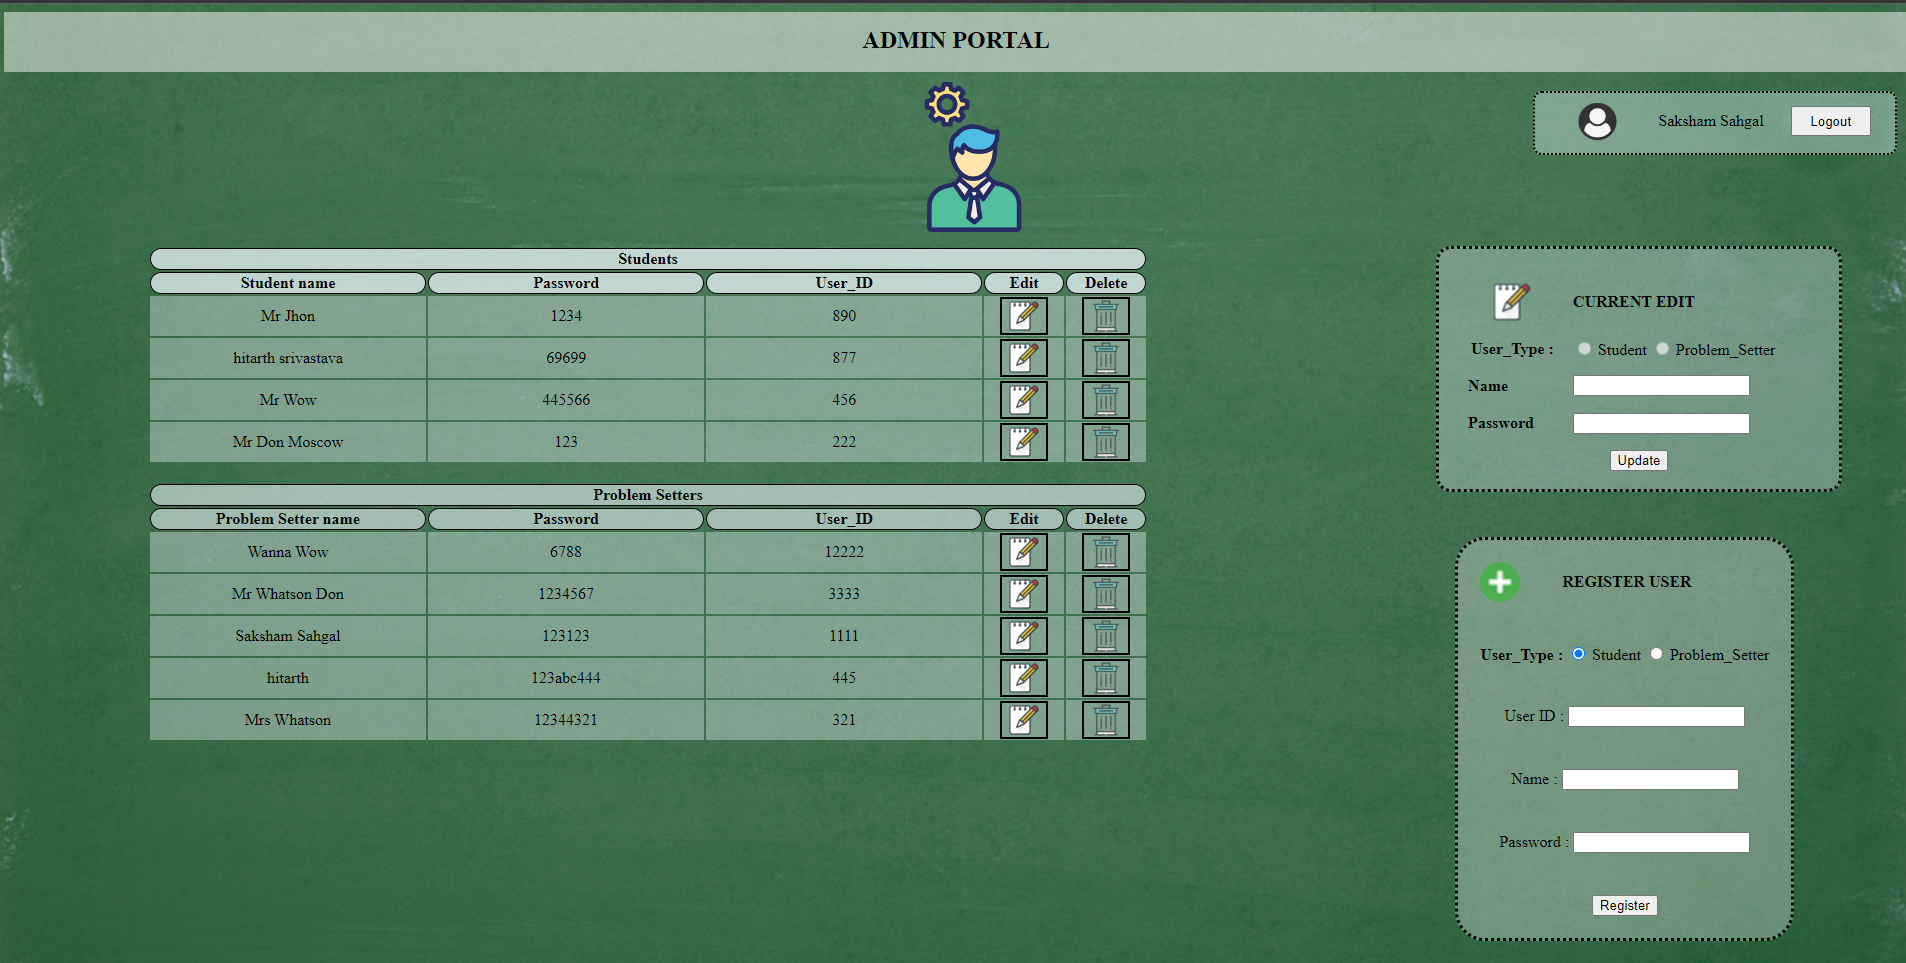 ADMIN PORTAL
Saksham Sahgal Logout
Students
Student name Password User_ID Edit Delete
Mr Jhon 1234 890
hitarth srivastava 69699 877
Mr Wow 445566 456
Mr Don Moscow 123 222
Problem Setters
Problem Setter name Password User_ID Edit Delete
Wanna Wow 6788 12222
Mr Whatson Don 1234567 3333
Saksham Sahgal 123123 1111
hitarth 123abc444 445
Mrs Whatson 12344321 321
CURRENT EDIT
User_Type : Student Problem_Setter
Name
Password
Update
REGISTER USER
User_Type : Student Problem_Setter
User ID :
Name :
Password :
Register